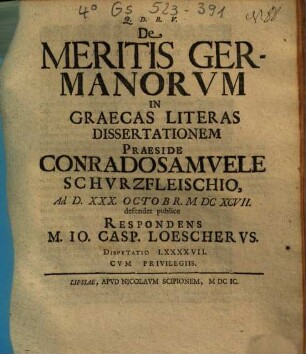 4° Gs 523-391
Q. D. B. V.
De
MERITIS GER-
MANORVM
IN
GRAECAS LITERAS
DISSERTATIONEM
PRAESIDE
CONRADO SAMVELE
SCHVRZFLEISCHIO,
Ad D. XXX OCTOBR. M DC XCVII.
defendet publice
RESPONDENS
M. IO. CASP. LOESCHERVS.
DISPVTATIO LXXXXVII.
CVM PRIVILEGIIS.
LIPSIAE, APVD NICOLAVM SCIPIONEM, M DC IC.